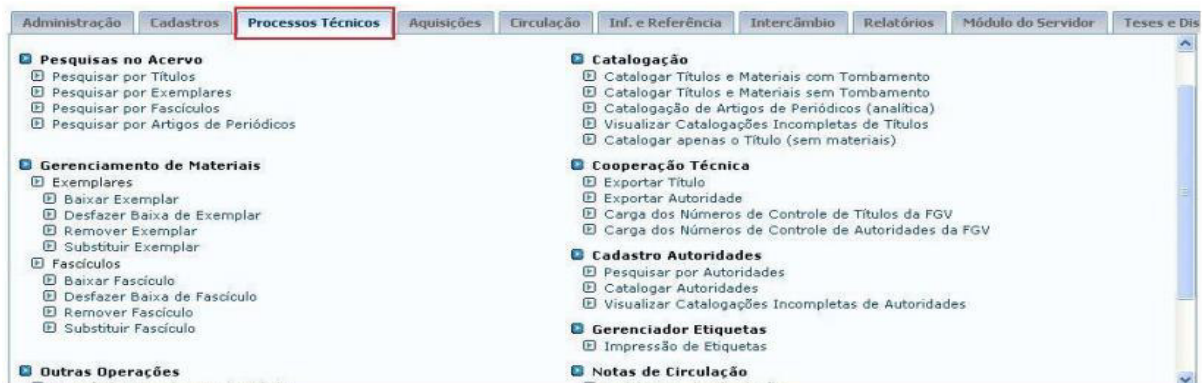 Administração Cadastros Processos Técnicos Aquisições Circulação Inf. e Referência Intercâmbio Relatórios Módulo do Servidor Teses e Dis
Pesquisas no Acervo
Pesquisar por Títulos
Pesquisar por Exemplares
Pesquisar por Fascículos
Pesquisar por Artigos de Periódicos
Gerenciamento de Materiais
Exemplares
Baixar Exemplar
Desfazer Baixa de Exemplar
Remover Exemplar
Substituir Exemplar
Fascículos
Baixar Fascículo
Desfazer Baixa de Fascículo
Remover Fascículo
Substituir Fascículo
Outras Operações
Catalogação
Catalogar Títulos e Materiais com Tombamento
Catalogar Títulos e Materiais sem Tombamento
Catalogação de Artigos de Periódicos (analítica)
Visualizar Catalogações Incompletas de Títulos
Catalogar apenas o Título (sem materiais)
Cooperação Técnica
Exportar Título
Exportar Autoridade
Carga dos Números de Controle de Títulos da FGV
Carga dos Números de Controle de Autoridades da FGV
Cadastro Autoridades
Pesquisar por Autoridades
Catalogar Autoridades
Visualizar Catalogações Incompletas de Autoridades
Gerenciador Etiquetas
Impressão de Etiquetas
Notas de Circulação